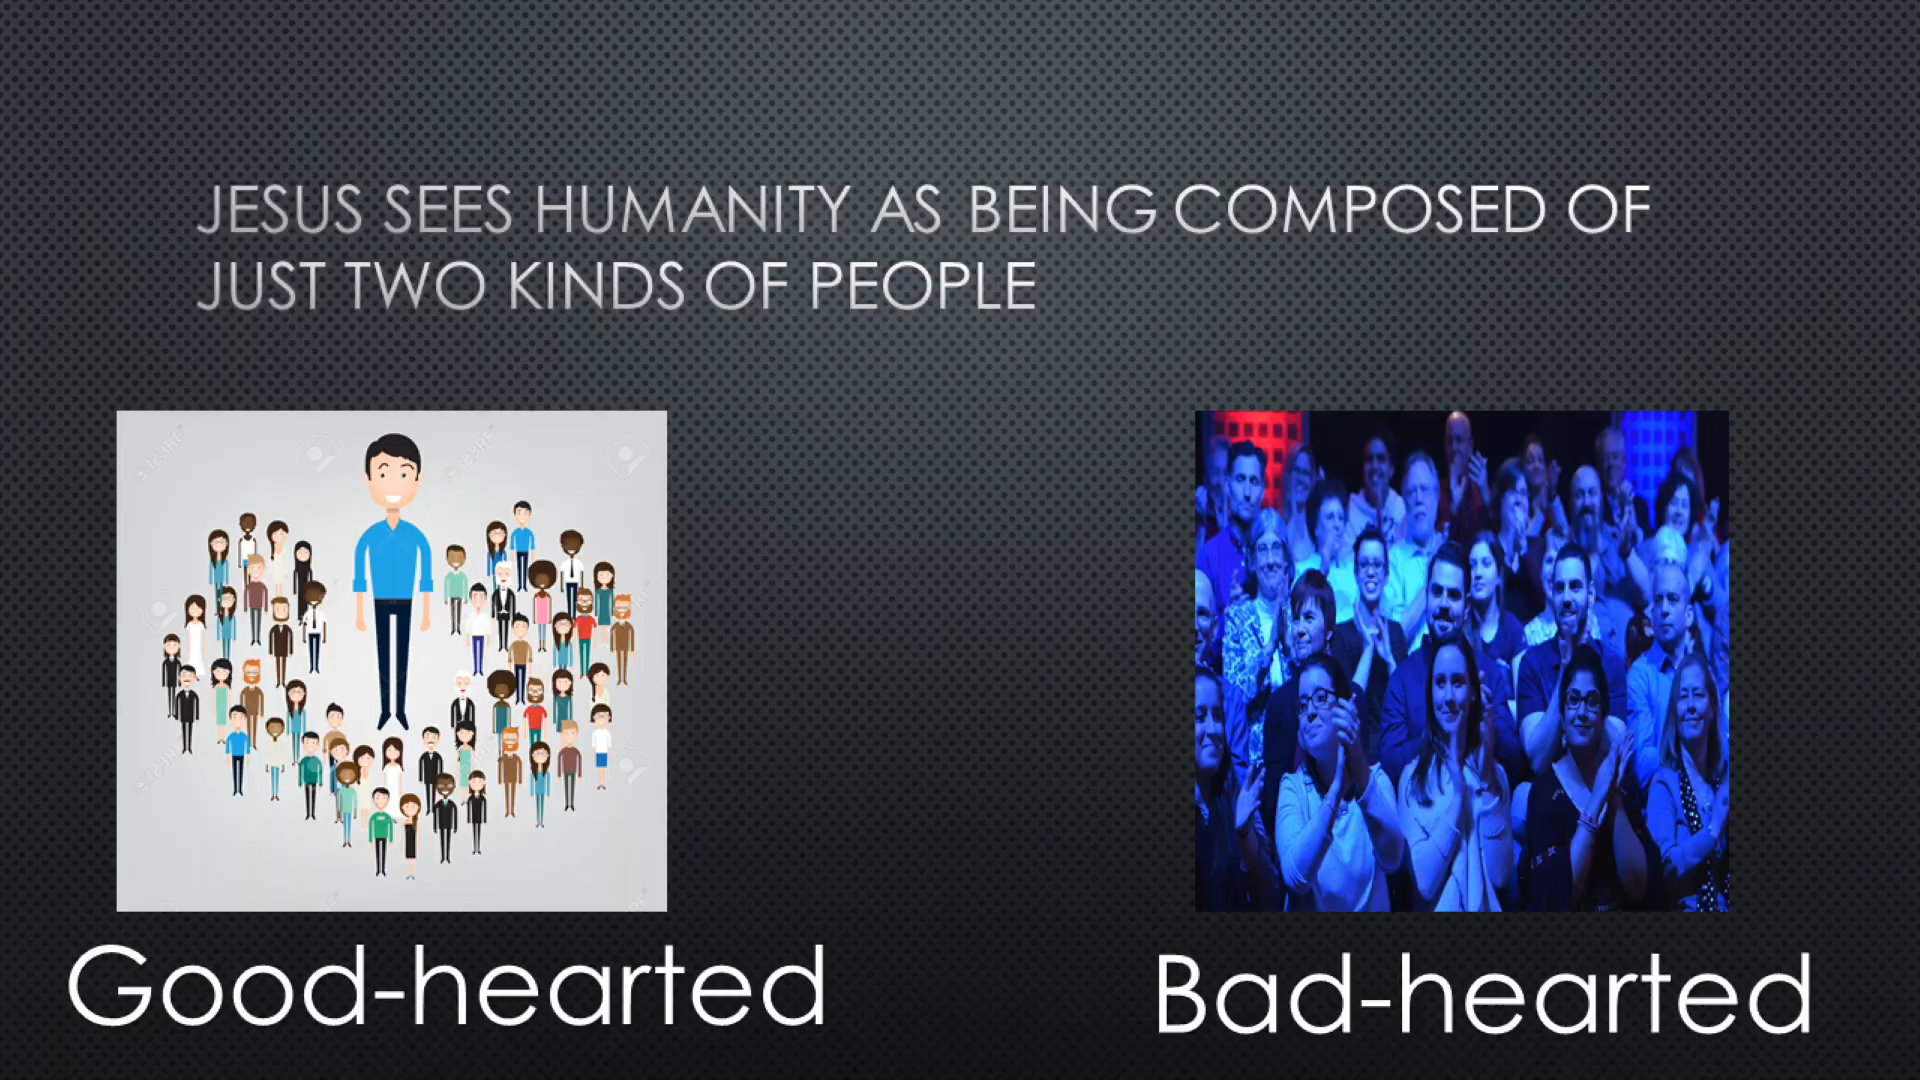 JESUS SEES HUMANITY AS BEING COMPOSED OF
JUST TWO KINDS OF PEOPLE
Good-hearted
Bad-hearted